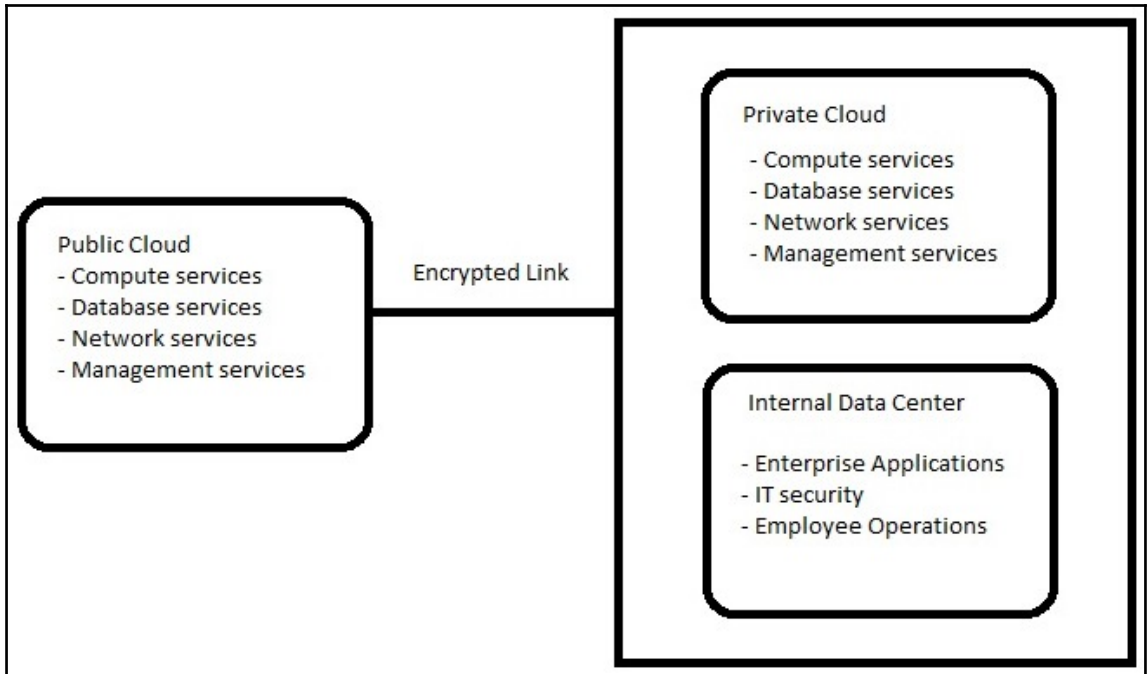 Public Cloud
- Compute services
- Database services
- Network services
- Management services
Encrypted Link
Private Cloud
- Compute services
- Database services
- Network services
- Management services
Internal Data Center
- Enterprise Applications
- IT security
- Employee Operations